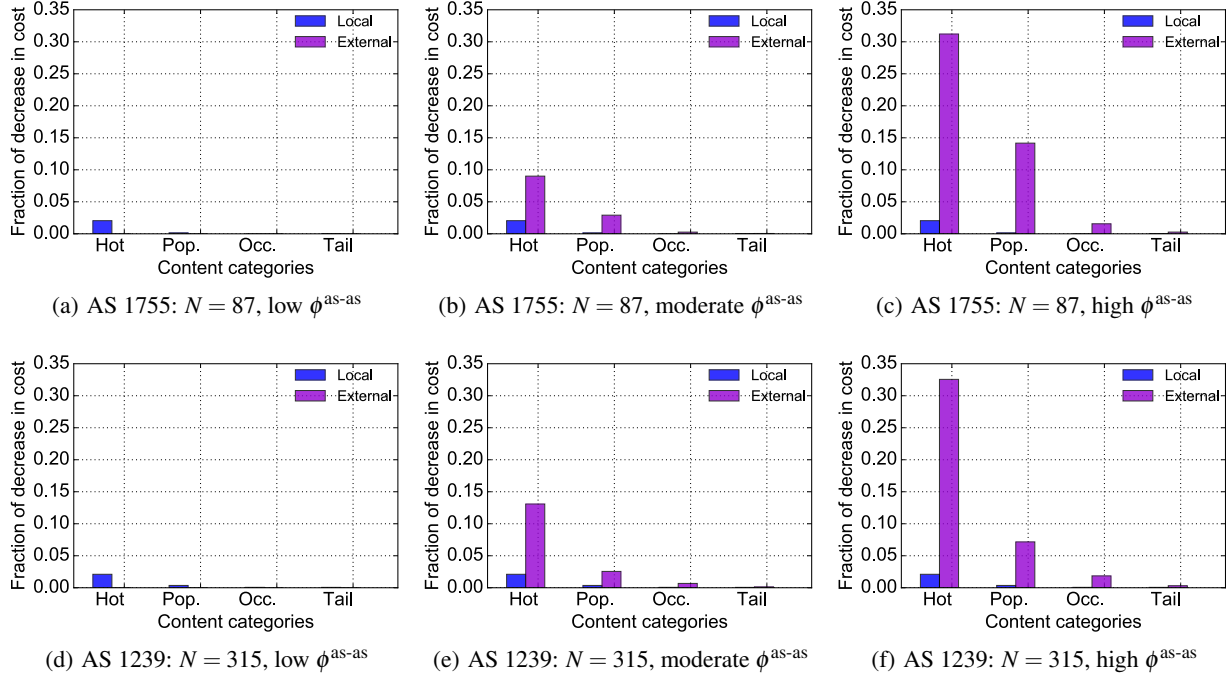 0.35
0.30
0.25
0.20
0.15
0.10
0.05
0.00
Fraction of decrease in cost
Local
External
Hot Pop. Occ. Tail
Content categories
(a) AS 1755: N = 87, low ϕ^as-as
0.35
0.30
0.25
0.20
0.15
0.10
0.05
0.00
Fraction of decrease in cost
Local
External
Hot Pop. Occ. Tail
Content categories
(b) AS 1755: N = 87, moderate ϕ^as-as
0.35
0.30
0.25
0.20
0.15
0.10
0.05
0.00
Fraction of decrease in cost
Local
External
Hot Pop. Occ. Tail
Content categories
(c) AS 1755: N = 87, high ϕ^as-as
0.35
0.30
0.25
0.20
0.15
0.10
0.05
0.00
Fraction of decrease in cost
Local
External
Hot Pop. Occ. Tail
Content categories
(d) AS 1239: N = 315, low ϕ^as-as
0.35
0.30
0.25
0.20
0.15
0.10
0.05
0.00
Fraction of decrease in cost
Local
External
Hot Pop. Occ. Tail
Content categories
(e) AS 1239: N = 315, moderate ϕ^as-as
0.35
0.30
0.25
0.20
0.15
0.10
0.05
0.00
Fraction of decrease in cost
Local
External
Hot Pop. Occ. Tail
Content categories
(f) AS 1239: N = 315, high ϕ^as-as